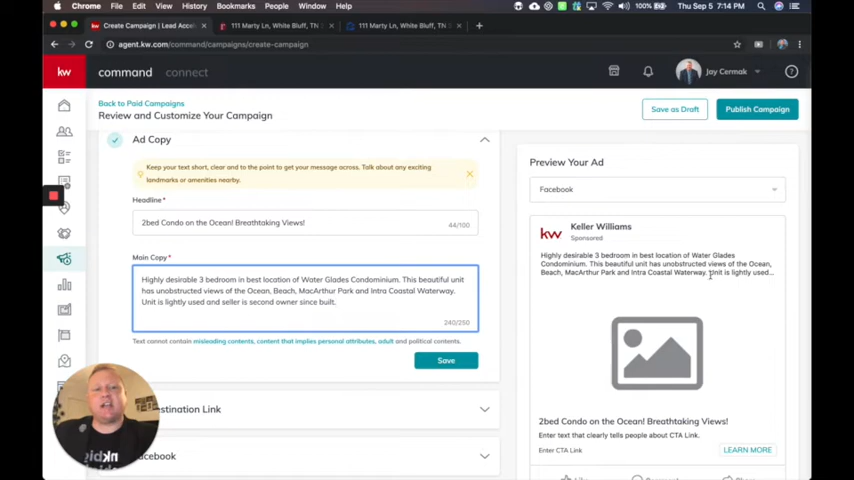 Chrome File Edit View History Bookmarks People Window Help
100% Thu Sep 5 7:14 PM
Create Campaign | Lead Accele
111 Marty Ln, White Bluff, TN
111 Marty Ln, White Bluff, TN
agent.kw.com/command/campaigns/create-campaign
kw command connect Jay Cermak
Back to Paid Campaigns
Review and Customize Your Campaign
Save as Draft Publish Campaign
Ad Copy
Keep your text short, clear and to the point to get your message across. Talk about any exciting
landmarks or amenities nearby.
Headline*
2bed Condo on the Ocean! Breathtaking Views!
44/100
Main Copy*
Highly desirable 3 bedroom in best location of Water Glades Condominium. This beautiful unit
has unobstructed views of the Ocean, Beach, MacArthur Park and Intra Coastal Waterway.
Unit is lightly used and seller is second owner since built.
240/250
Text cannot contain misleading contents, content that implies personal attributes, adult and political contents.
Save
estination Link
acebook
Preview Your Ad
Facebook
kw Keller Williams
Sponsored
Highly desirable 3 bedroom in best location of Water Glades
Condominium. This beautiful unit has unobstructed views of the Ocean,
Beach, MacArthur Park and Intra Coastal Waterway. Unit is lightly used...
2bed Condo on the Ocean! Breathtaking Views!
Enter text that clearly tells people about CTA Link.
Enter CTA Link
LEARN MORE